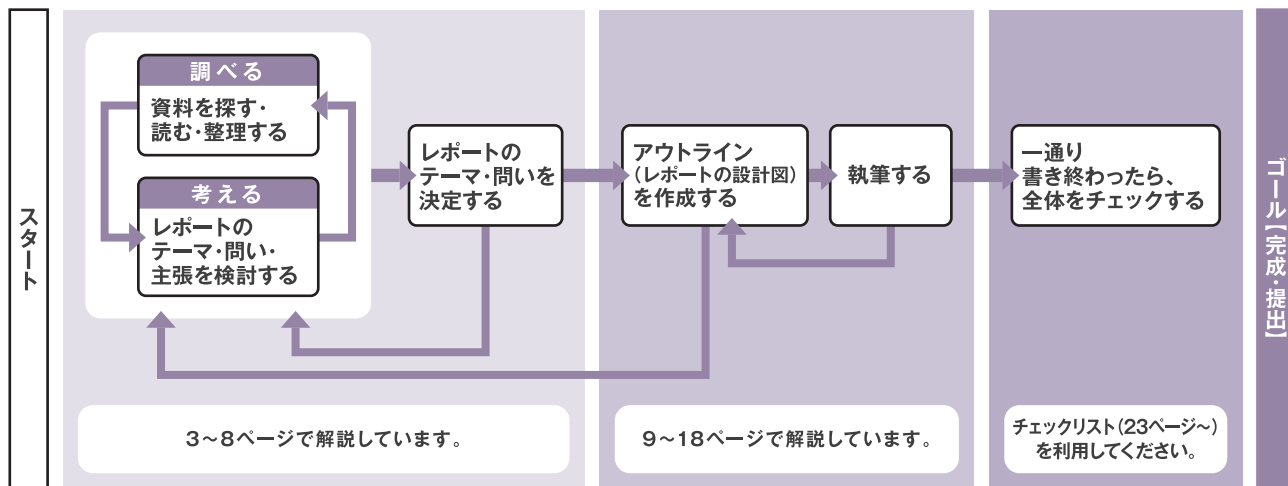 スタート
調べる
資料を探す・
読む・整理する
考える
レポートの
テーマ・問い・
主張を検討する
レポートの
テーマ・問いを
決定する
3〜8ページで解説しています。
アウトライン
(レポートの設計図)
を作成する
執筆する
9〜18ページで解説しています。
一通り
書き終わったら、
全体をチェックする
チェックリスト(23ページ〜)
を利用してください。
ゴール【完成・提出】